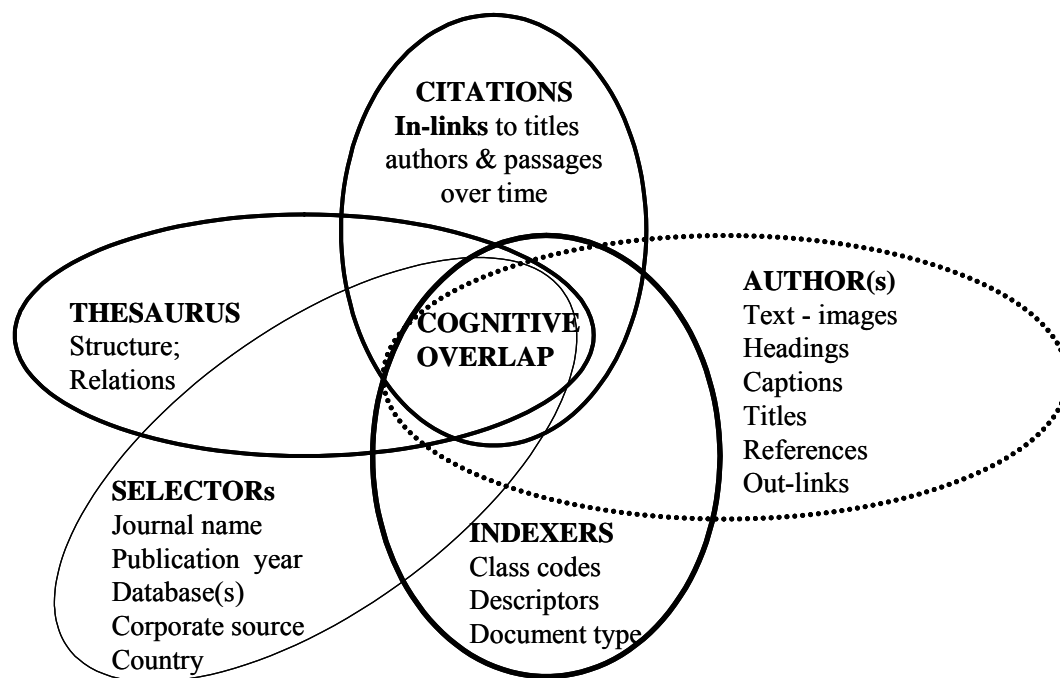 CITATIONS
In-links to titles
authors & passages
over time
THESAURUS
Structure;
Relations
COGNITIVE
OVERLAP
AUTHOR(s)
Text - images
Headings
Captions
Titles
References
Out-links
SELECTORs
Journal name
Publication year
Database(s)
Corporate source
Country
INDEXERS
Class codes
Descriptors
Document type